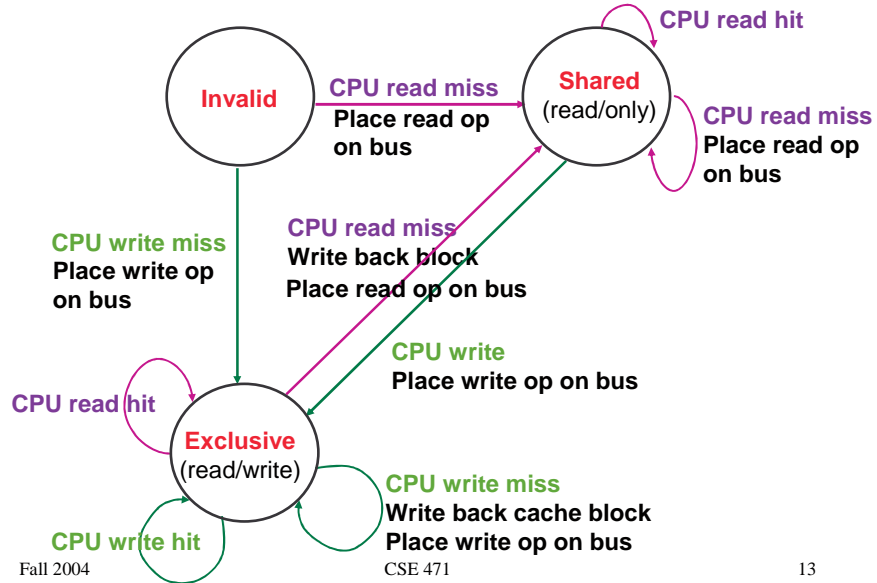 CPU read hit
Invalid
CPU read miss
Place read op
on bus
Shared
(read/only)
CPU read miss
Place read op
on bus
CPU write miss
Place write op
on bus
CPU read miss
Write back block
Place read op on bus
CPU write
Place write op on bus
CPU read hit
Exclusive
(read/write)
CPU write miss
Write back cache block
Place write op on bus
CPU write hit
Fall 2004
CSE 471
13